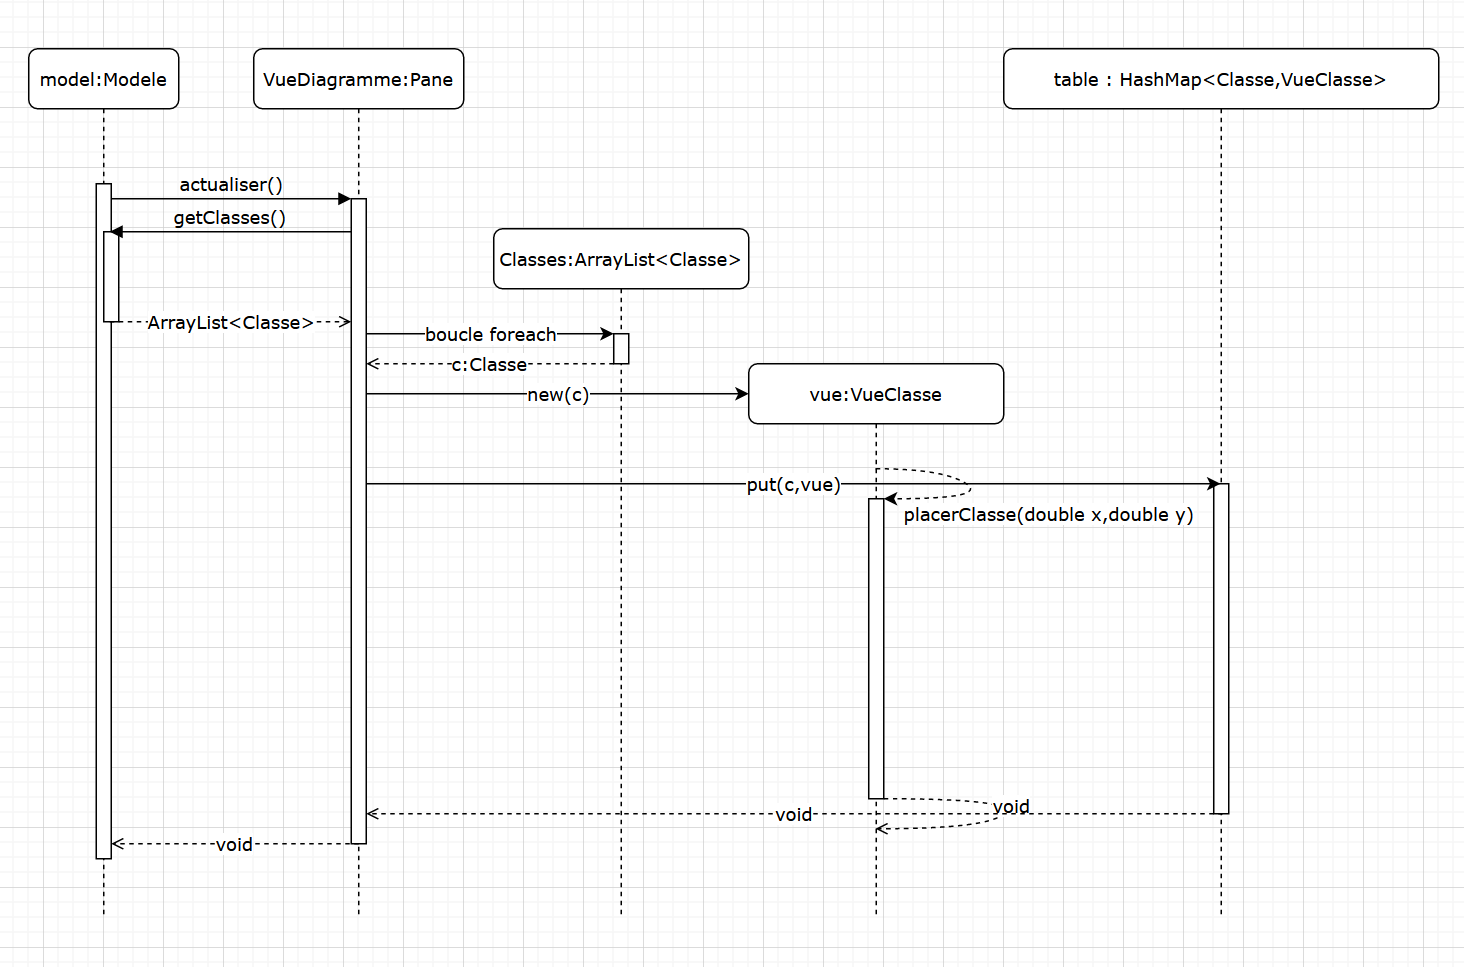 model:Modele
VueDiagramme:Pane
table : HashMap<Classe,VueClasse>
actualiser()
getClasses()
Classes:ArrayList<Classe>
ArrayList<Classe>
boucle foreach
c:Classe
new(c)
vue:VueClasse
put(c,vue)
placerClasse(double x,double y)
void
void
void